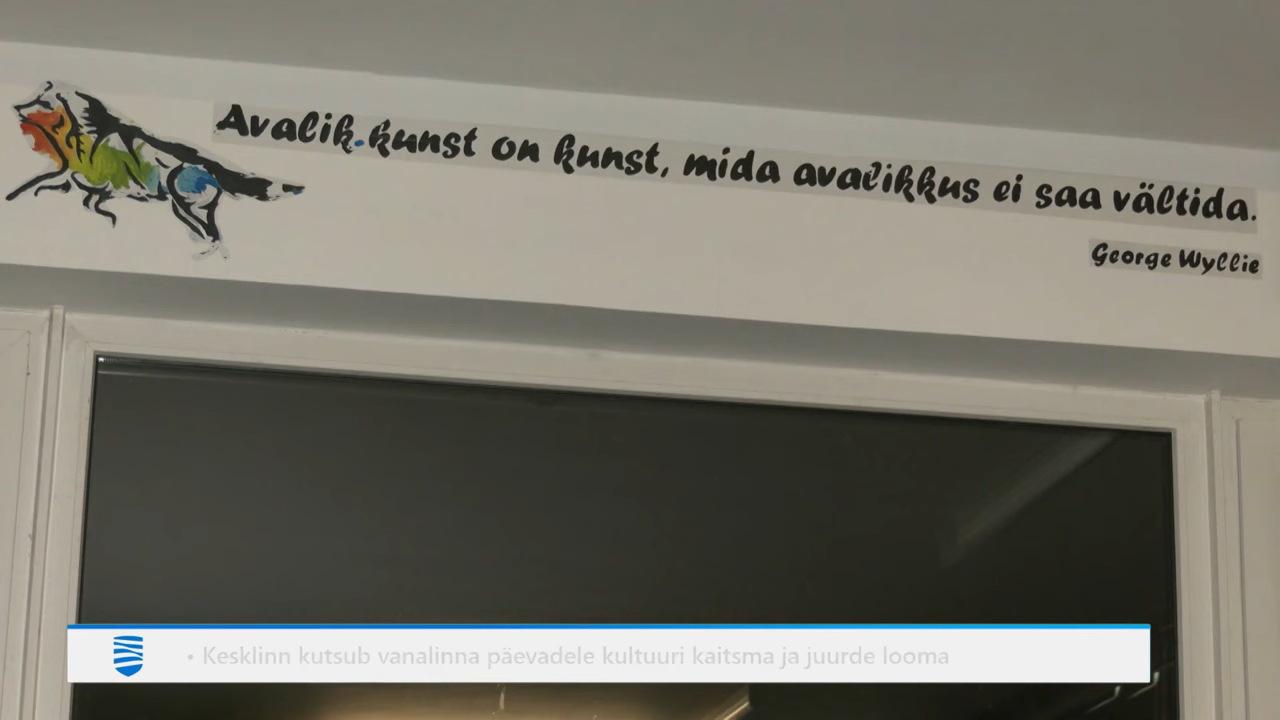 Avalik kunst on kunst, mida avalikkus ei saa vältida.
George Wyllie
• Kesklinn kutsub vanalinna päevadele kultuuri kaitsma ja juurde looma